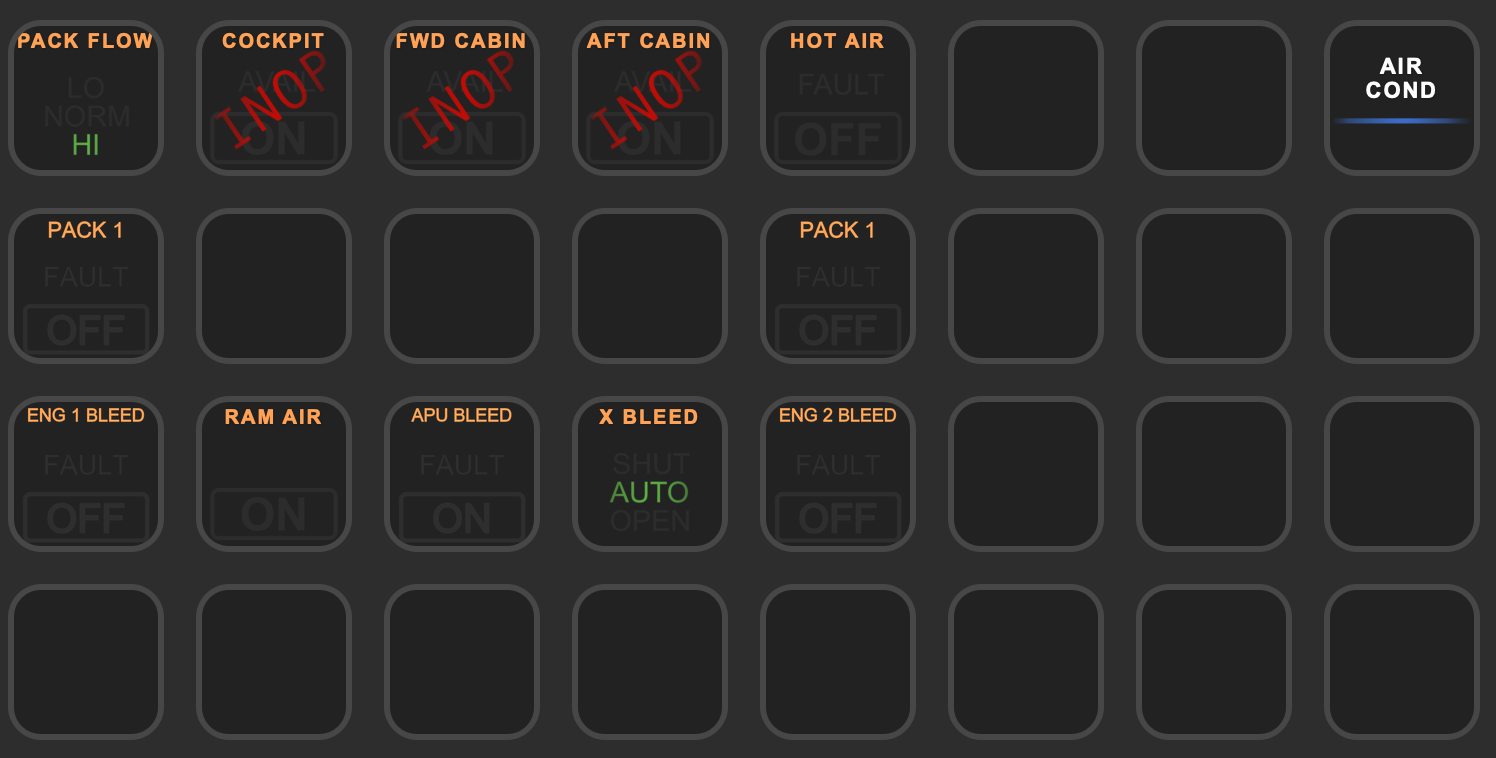 PACK FLOW
LO
NORM
HI
COCKPIT
AVAIL
ON
INOP
FWD CABIN
AVAIL
ON
INOP
AFT CABIN
AVAIL
ON
INOP
HOT AIR
FAULT
OFF
AIR
COND
PACK 1
FAULT
OFF
PACK 1
FAULT
OFF
ENG 1 BLEED
FAULT
OFF
RAM AIR
ON
APU BLEED
FAULT
ON
X BLEED
SHUT
AUTO
OPEN
ENG 2 BLEED
FAULT
OFF